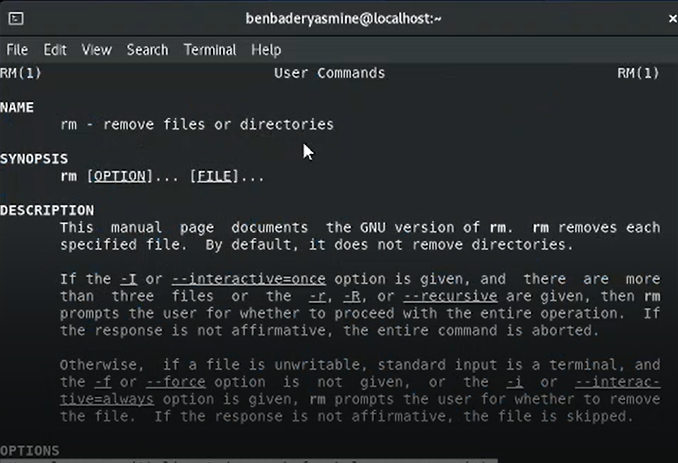 benbaderyasmine@localhost:~
File Edit View Search Terminal Help
RM(1) User Commands RM(1)
NAME
rm - remove files or directories
SYNOPSIS
rm [OPTION]... [FILE]...
DESCRIPTION
This manual page documents the GNU version of rm. rm removes each
specified file. By default, it does not remove directories.
If the -I or --interactive=once option is given, and there are more
than three files or the -r, -R, or --recursive are given, then rm
prompts the user for whether to proceed with the entire operation. If
the response is not affirmative, the entire command is aborted.
Otherwise, if a file is unwritable, standard input is a terminal, and
the -f or --force option is not given, or the -i or --interac-
tive=always option is given, rm prompts the user for whether to remove
the file. If the response is not affirmative, the file is skipped.
OPTIONS